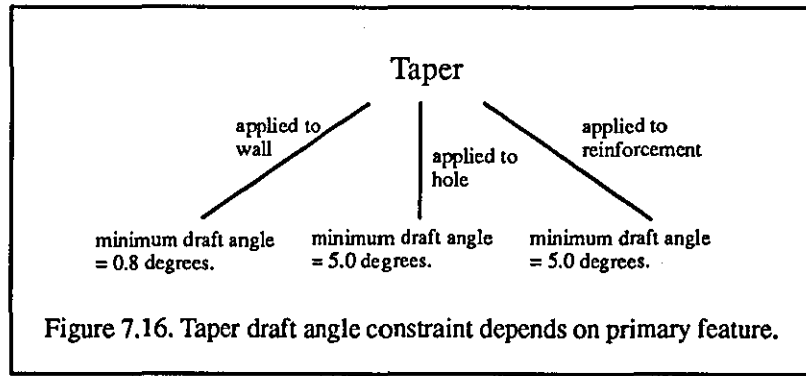 Taper
applied to
wall
applied to
hole
applied to
reinforcement
minimum draft angle
= 0.8 degrees.
minimum draft angle
= 5.0 degrees.
minimum draft angle
= 5.0 degrees.
Figure 7.16. Taper draft angle constraint depends on primary feature.